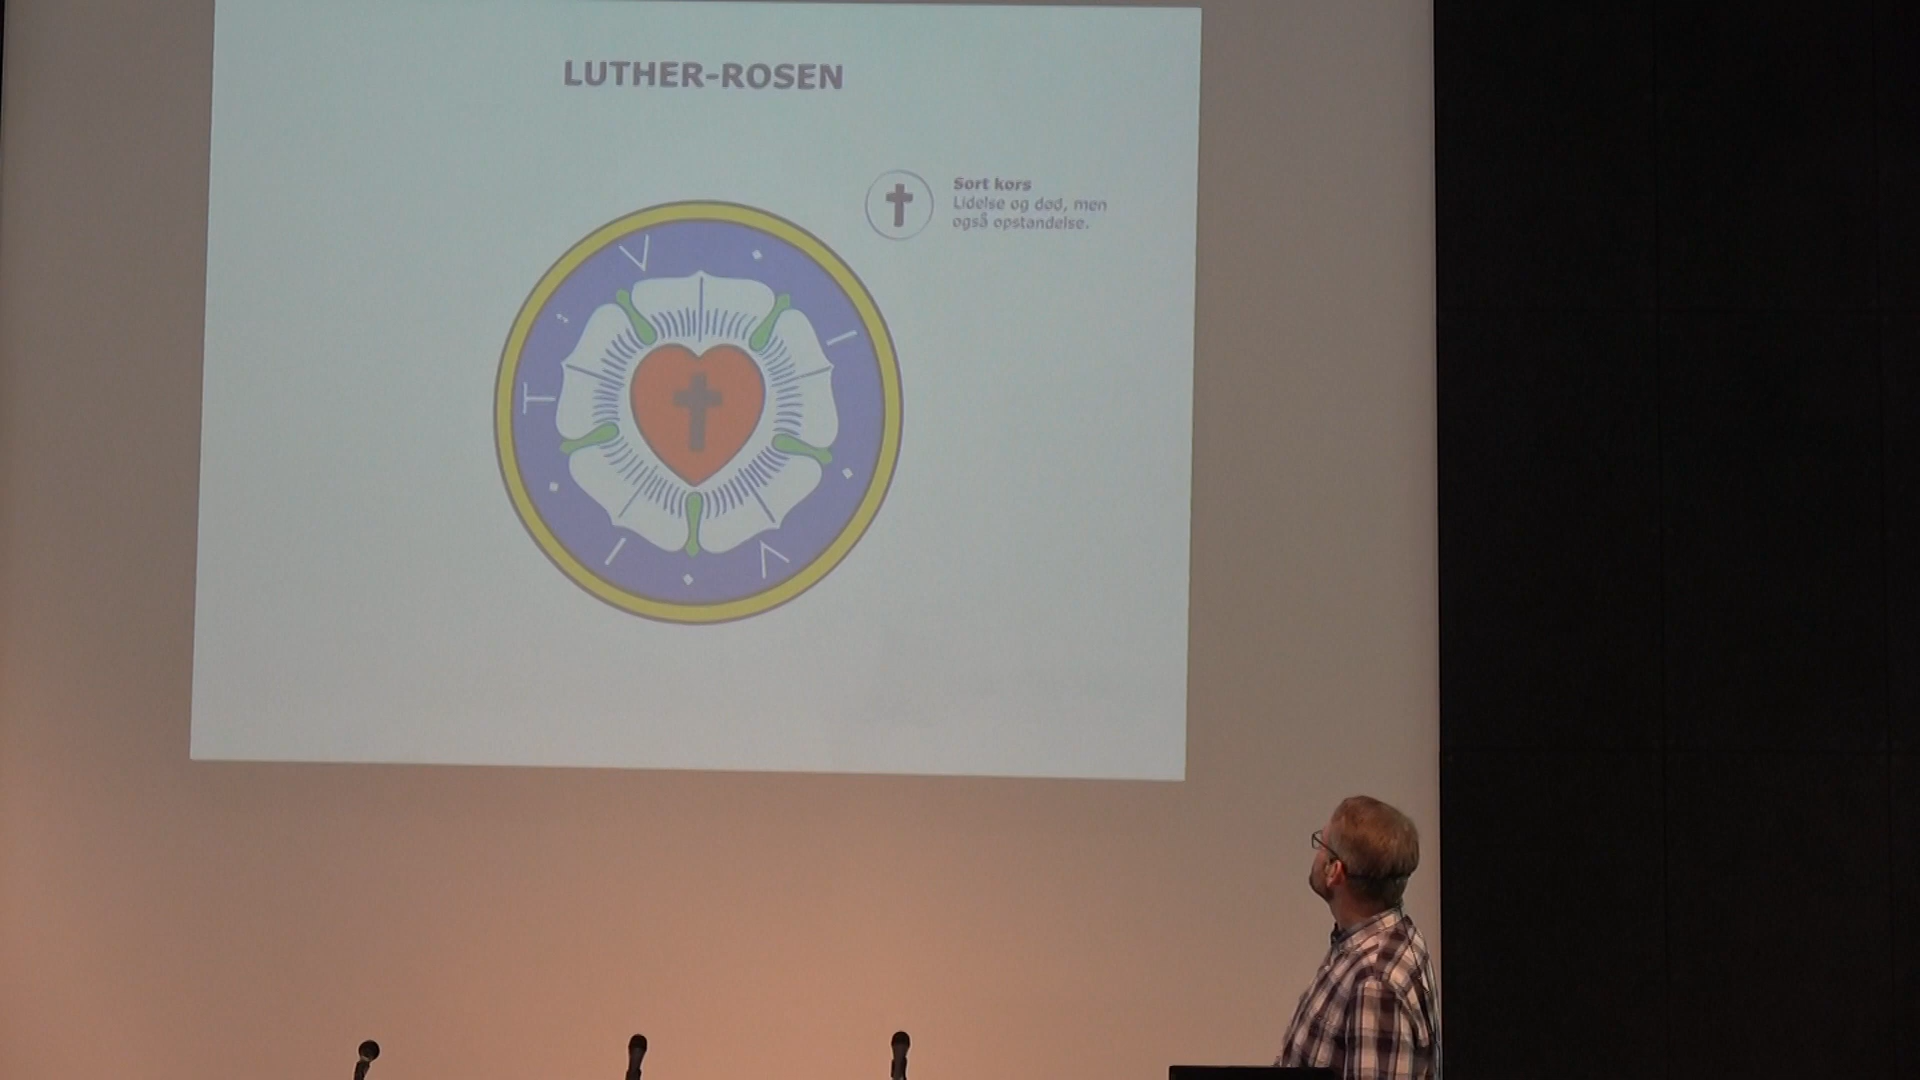 LUTHER-ROSEN
Sort kors
Lidelse og død, men
også opstandelse.
V I V I T